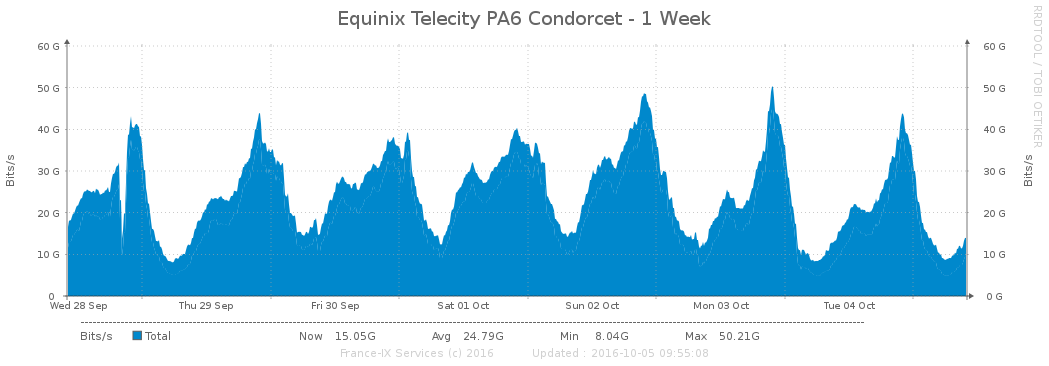 Equinix Telecity PA6 Condorcet - 1 Week
RRDTOOL / TOBI OETIKER
Bits/s
60 G
50 G
40 G
30 G
20 G
10 G
0
60 G
50 G
40 G
30 G
20 G
10 G
0 G
Bits/s
Wed 28 Sep Thu 29 Sep Fri 30 Sep Sat 01 Oct Sun 02 Oct Mon 03 Oct Tue 04 Oct
Bits/s Total Now 15.05G Avg 24.79G Min 8.04G Max 50.21G
France-IX Services (c) 2016 Updated : 2016-10-05 09:55:08